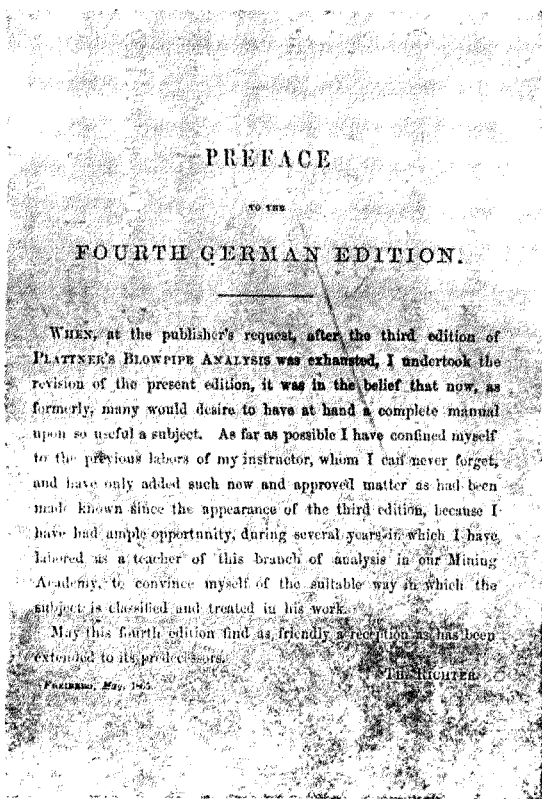 PREFACE
TO THE
FOURTH GERMAN EDITION.
WHEN, at the publisher's request, after the third edition of
PLATTNER'S BLOWPIPE ANALYSIS was exhausted, I undertook the
revision of the present edition, it was in the belief that now, as
formerly, many would desire to have at hand a complete manual
upon so useful a subject. As far as possible I have confined myself
to the previous labors of my instructor, whom I can never forget,
and have only added such new and approved matter as had been
made known since the appearance of the third edition, because I
have had ample opportunity, during several years in which I have
labored as a teacher of this branch of analysis in our Mining
Academy, to convince myself of the suitable way in which the
subject is classified and treated in his work.
May this fourth edition find as friendly a reception as has been
extended to its predecessors.
TH. RICHTER.
FREIBERG, May,